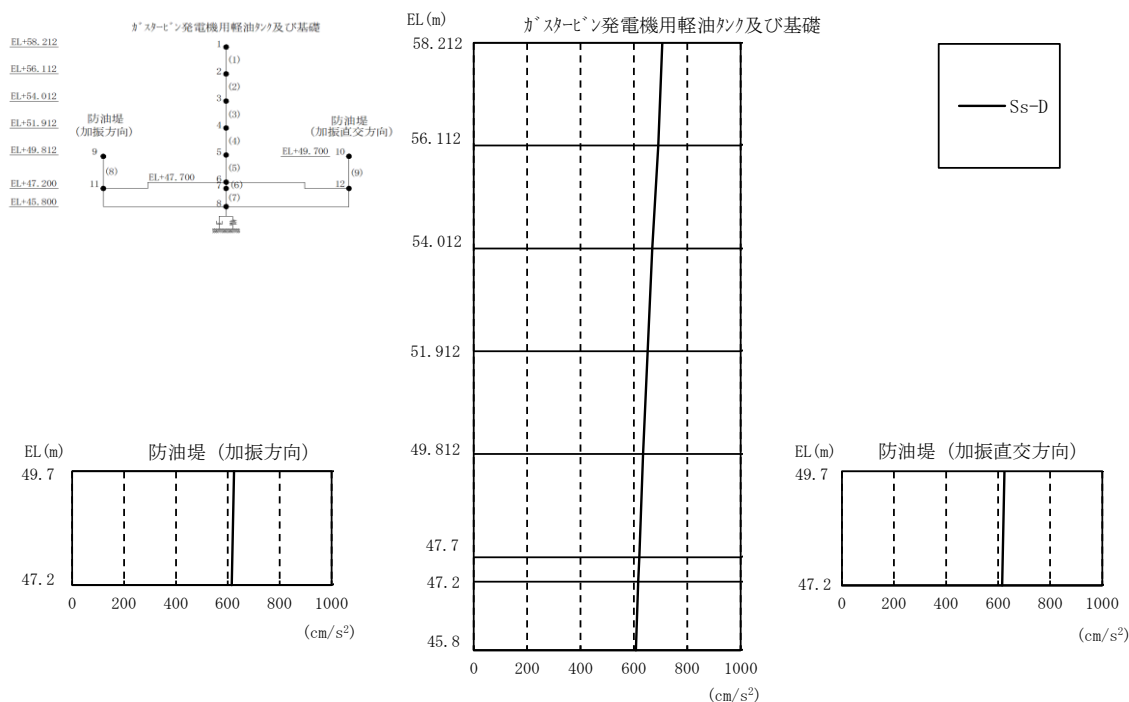 ｶﾞｽﾀｰﾋﾞﾝ発電機用軽油ﾀﾝｸ及び基礎
EL+58.212
EL+56.112
EL+54.012
EL+51.912
EL+49.812
EL+47.200
EL+45.800
防油堤
(加振方向)
防油堤
(加振直交方向)
EL+49.700
EL+47.700
1
(1)
2
(2)
3
(3)
4
(4)
5
(5)
6
(6)
7
(7)
8
9
(8)
11
10
(9)
12
EL(m)
ｶﾞｽﾀｰﾋﾞﾝ発電機用軽油ﾀﾝｸ及び基礎
58.212
56.112
54.012
51.912
49.812
47.7
47.2
45.8
0 200 400 600 800 1000
(cm/s²)
Ss-D
EL(m)
防油堤 (加振方向)
49.7
47.2
0 200 400 600 800 1000
(cm/s²)
EL(m)
防油堤 (加振直交方向)
49.7
47.2
0 200 400 600 800 1000
(cm/s²)